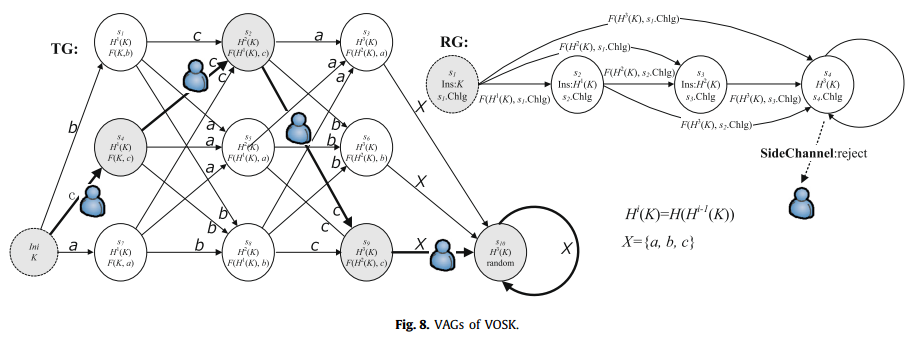 TG:
s₁
H¹(K)
F(K,b)
c
s₂
H²(K)
F(H¹(K), c)
a
s₃
H³(K)
F(H²(K), a)
c
c
a
a
b
s₄
H¹(K)
F(K, c)
a
a
a
s₅
H²(K)
F(H¹(K), a)
b
b
b
s₆
H³(K)
F(H²(K), b)
X
X
c
b
b
c
c
Ini
K
a
s₇
H¹(K)
F(K, a)
b
s₈
H²(K)
F(H¹(K), b)
c
s₉
H³(K)
F(H²(K), c)
X
s₁₀
H³(K)
random
X
RG:
F(H³(K), s₁.Chlg)
F(H²(K), s₁.Chlg)
s₁
Ins:K
s₁.Chlg
F(H¹(K), s₁.Chlg)
s₂
Ins:H¹(K)
s₂.Chlg
F(H²(K), s₂.Chlg)
s₃
Ins:H²(K)
s₃.Chlg
F(H³(K), s₃.Chlg)
s₄
H³(K)
s₄.Chlg
F(H³(K), s₂.Chlg)
SideChannel:reject
Hⁱ(K)=H(Hⁱ⁻¹(K))
X={a, b, c}
Fig. 8. VAGs of VOSK.